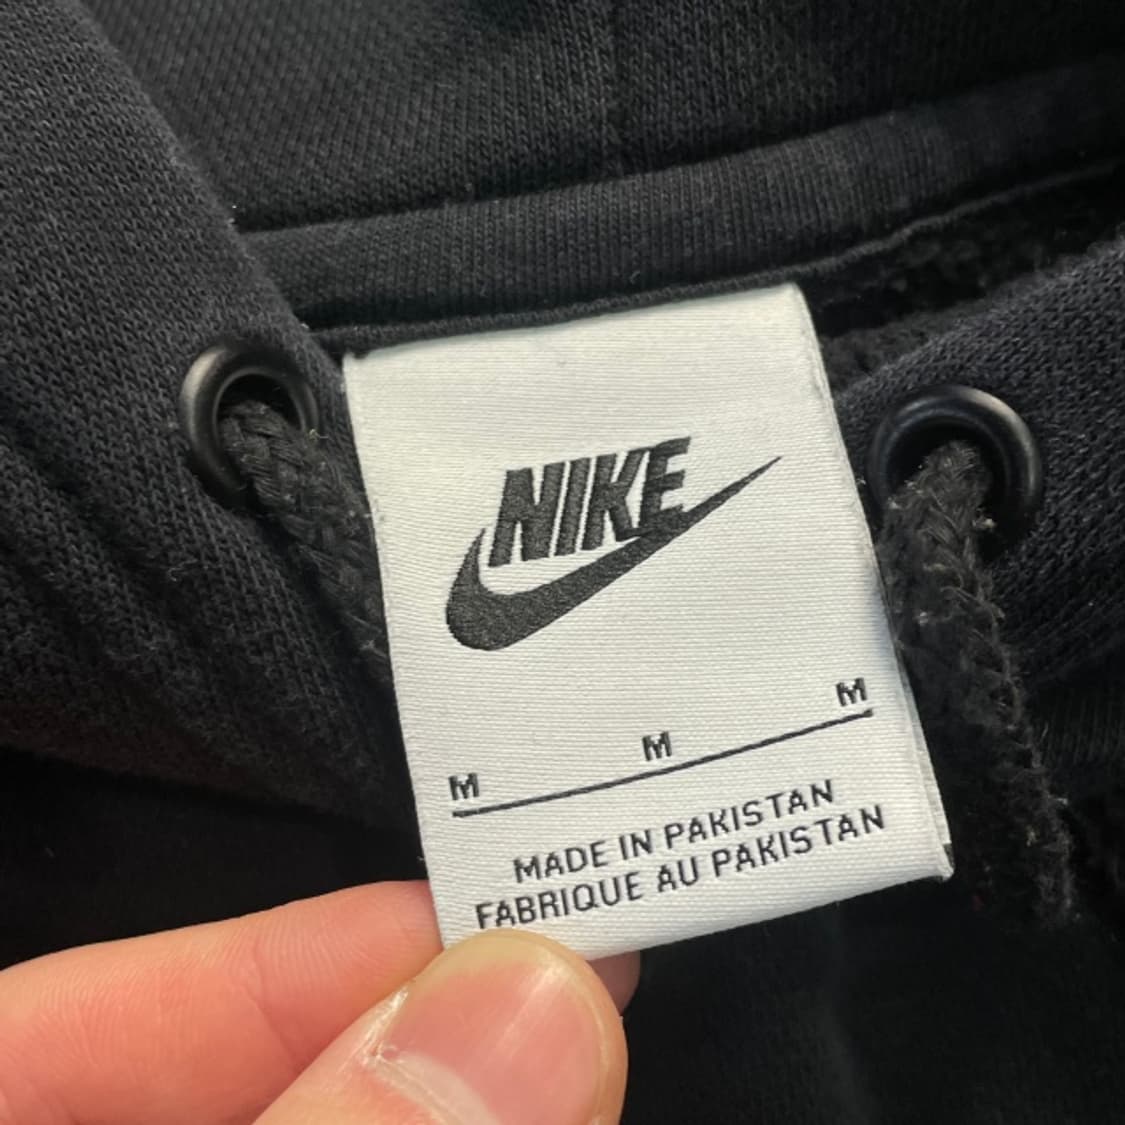 NIKE
M M M
MADE IN PAKISTAN
FABRIQUE AU PAKISTAN